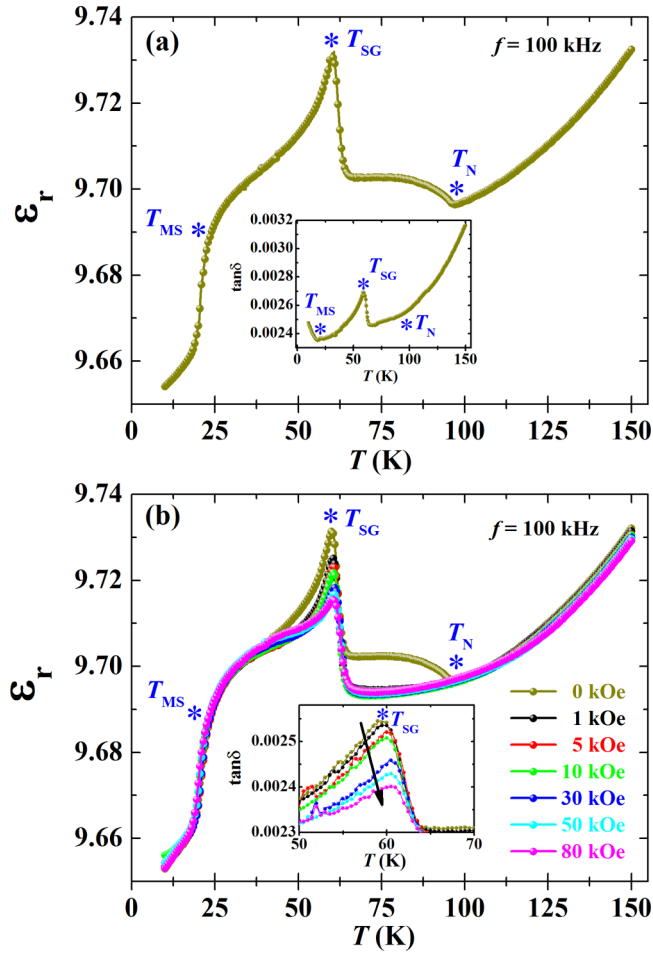 (a)
* T_SG
f = 100 kHz
9.74
9.72
9.70
9.68
9.66
ε_r
T_MS *
T_N
*
0.0032
0.0030
0.0028
0.0026
0.0024
tanδ
T_MS
*
* T_SG
* T_N
0 25 50 75 100 125 150
T (K)
0 25 50 75 100 125 150
T (K)
(b)
* T_SG
f = 100 kHz
9.74
9.72
9.70
9.68
9.66
ε_r
T_MS *
T_N
*
0 kOe
1 kOe
5 kOe
10 kOe
30 kOe
50 kOe
80 kOe
0.0025
0.0024
0.0023
tanδ
* T_SG
50 60 70
T (K)
0 25 50 75 100 125 150
T (K)